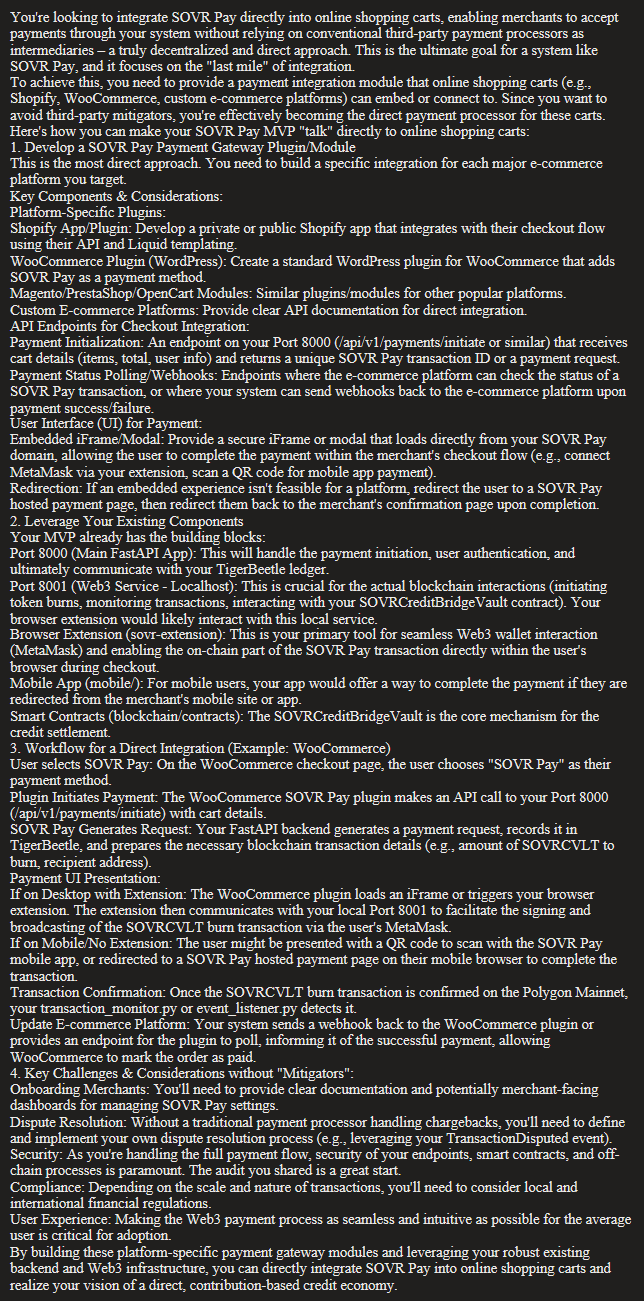 You're looking to integrate SOVR Pay directly into online shopping carts, enabling merchants to accept
payments through your system without relying on conventional third-party payment processors as
intermediaries – a truly decentralized and direct approach. This is the ultimate goal for a system like
SOVR Pay, and it focuses on the "last mile" of integration.
To achieve this, you need to provide a payment integration module that online shopping carts (e.g.,
Shopify, WooCommerce, custom e-commerce platforms) can embed or connect to. Since you want to
avoid third-party mitigators, you're effectively becoming the direct payment processor for these carts.
Here's how you can make your SOVR Pay MVP "talk" directly to online shopping carts:
1. Develop a SOVR Pay Payment Gateway Plugin/Module
This is the most direct approach. You need to build a specific integration for each major e-commerce
platform you target.
Key Components & Considerations:
Platform-Specific Plugins:
Shopify App/Plugin: Develop a private or public Shopify app that integrates with their checkout flow
using their API and Liquid templating.
WooCommerce Plugin (WordPress): Create a standard WordPress plugin for WooCommerce that adds
SOVR Pay as a payment method.
Magento/PrestaShop/OpenCart Modules: Similar plugins/modules for other popular platforms.
Custom E-commerce Platforms: Provide clear API documentation for direct integration.
API Endpoints for Checkout Integration:
Payment Initialization: An endpoint on your Port 8000 (/api/v1/payments/initiate or similar) that receives
cart details (items, total, user info) and returns a unique SOVR Pay transaction ID or a payment request.
Payment Status Polling/Webhooks: Endpoints where the e-commerce platform can check the status of a
SOVR Pay transaction, or where your system can send webhooks back to the e-commerce platform upon
payment success/failure.
User Interface (UI) for Payment:
Embedded iFrame/Modal: Provide a secure iFrame or modal that loads directly from your SOVR Pay
domain, allowing the user to complete the payment within the merchant's checkout flow (e.g., connect
MetaMask via your extension, scan a QR code for mobile app payment).
Redirection: If an embedded experience isn't feasible for a platform, redirect the user to a SOVR Pay
hosted payment page, then redirect them back to the merchant's confirmation page upon completion.
2. Leverage Your Existing Components
Your MVP already has the building blocks:
Port 8000 (Main FastAPI App): This will handle the payment initiation, user authentication, and
ultimately communicate with your TigerBeetle ledger.
Port 8001 (Web3 Service - Localhost): This is crucial for the actual blockchain interactions (initiating
token burns, monitoring transactions, interacting with your SOVRCreditBridgeVault contract). Your
browser extension would likely interact with this local service.
Browser Extension (sovr-extension): This is your primary tool for seamless Web3 wallet interaction
(MetaMask) and enabling the on-chain part of the SOVR Pay transaction directly within the user's
browser during checkout.
Mobile App (mobile/): For mobile users, your app would offer a way to complete the payment if they are
redirected from the merchant's mobile site or app.
Smart Contracts (blockchain/contracts): The SOVRCreditBridgeVault is the core mechanism for the
credit settlement.
3. Workflow for a Direct Integration (Example: WooCommerce)
User selects SOVR Pay: On the WooCommerce checkout page, the user chooses "SOVR Pay" as their
payment method.
Plugin Initiates Payment: The WooCommerce SOVR Pay plugin makes an API call to your Port 8000
(/api/v1/payments/initiate) with cart details.
SOVR Pay Generates Request: Your FastAPI backend generates a payment request, records it in
TigerBeetle, and prepares the necessary blockchain transaction details (e.g., amount of SOVRCVLT to
burn, recipient address).
Payment UI Presentation:
If on Desktop with Extension: The WooCommerce plugin loads an iFrame or triggers your browser
extension. The extension then communicates with your local Port 8001 to facilitate the signing and
broadcasting of the SOVRCVLT burn transaction via the user's MetaMask.
If on Mobile/No Extension: The user might be presented with a QR code to scan with the SOVR Pay
mobile app, or redirected to a SOVR Pay hosted payment page on their mobile browser to complete the
transaction.
Transaction Confirmation: Once the SOVRCVLT burn transaction is confirmed on the Polygon Mainnet,
your transaction_monitor.py or event_listener.py detects it.
Update E-commerce Platform: Your system sends a webhook back to the WooCommerce plugin or
provides an endpoint for the plugin to poll, informing it of the successful payment, allowing
WooCommerce to mark the order as paid.
4. Key Challenges & Considerations without "Mitigators":
Onboarding Merchants: You'll need to provide clear documentation and potentially merchant-facing
dashboards for managing SOVR Pay settings.
Dispute Resolution: Without a traditional payment processor handling chargebacks, you'll need to define
and implement your own dispute resolution process (e.g., leveraging your TransactionDisputed event).
Security: As you're handling the full payment flow, security of your endpoints, smart contracts, and off-
chain processes is paramount. The audit you shared is a great start.
Compliance: Depending on the scale and nature of transactions, you'll need to consider local and
international financial regulations.
User Experience: Making the Web3 payment process as seamless and intuitive as possible for the average
user is critical for adoption.
By building these platform-specific payment gateway modules and leveraging your robust existing
backend and Web3 infrastructure, you can directly integrate SOVR Pay into online shopping carts and
realize your vision of a direct, contribution-based credit economy.